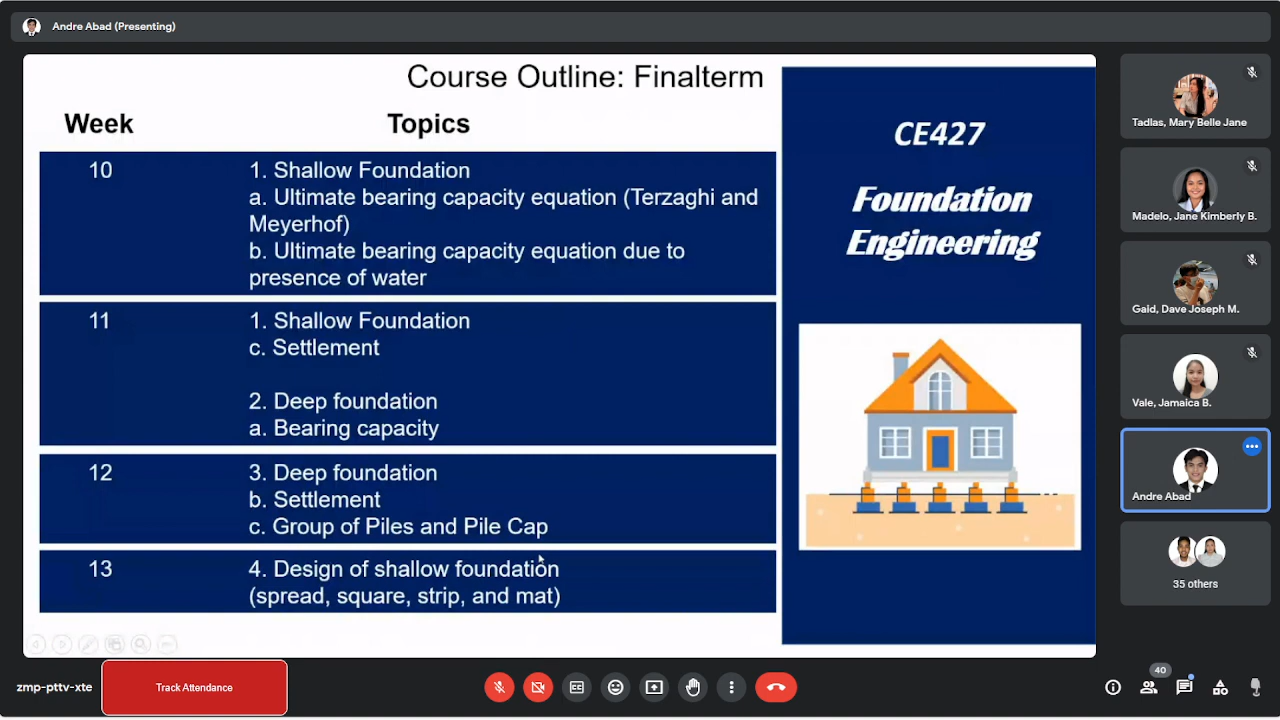 Andre Abad (Presenting)
Course Outline: Finalterm
Week Topics
10 1. Shallow Foundation
a. Ultimate bearing capacity equation (Terzaghi and
Meyerhof)
b. Ultimate bearing capacity equation due to
presence of water
11 1. Shallow Foundation
c. Settlement
2. Deep foundation
a. Bearing capacity
12 3. Deep foundation
b. Settlement
c. Group of Piles and Pile Cap
13 4. Design of shallow foundation
(spread, square, strip, and mat)
CE427
Foundation
Engineering
Tadlas, Mary Belle Jane
Madelo, Jane Kimberly B.
Gaid, Dave Joseph M.
Vale, Jamaica B.
Andre Abad
35 others
zmp-pttv-xte
Track Attendance
40